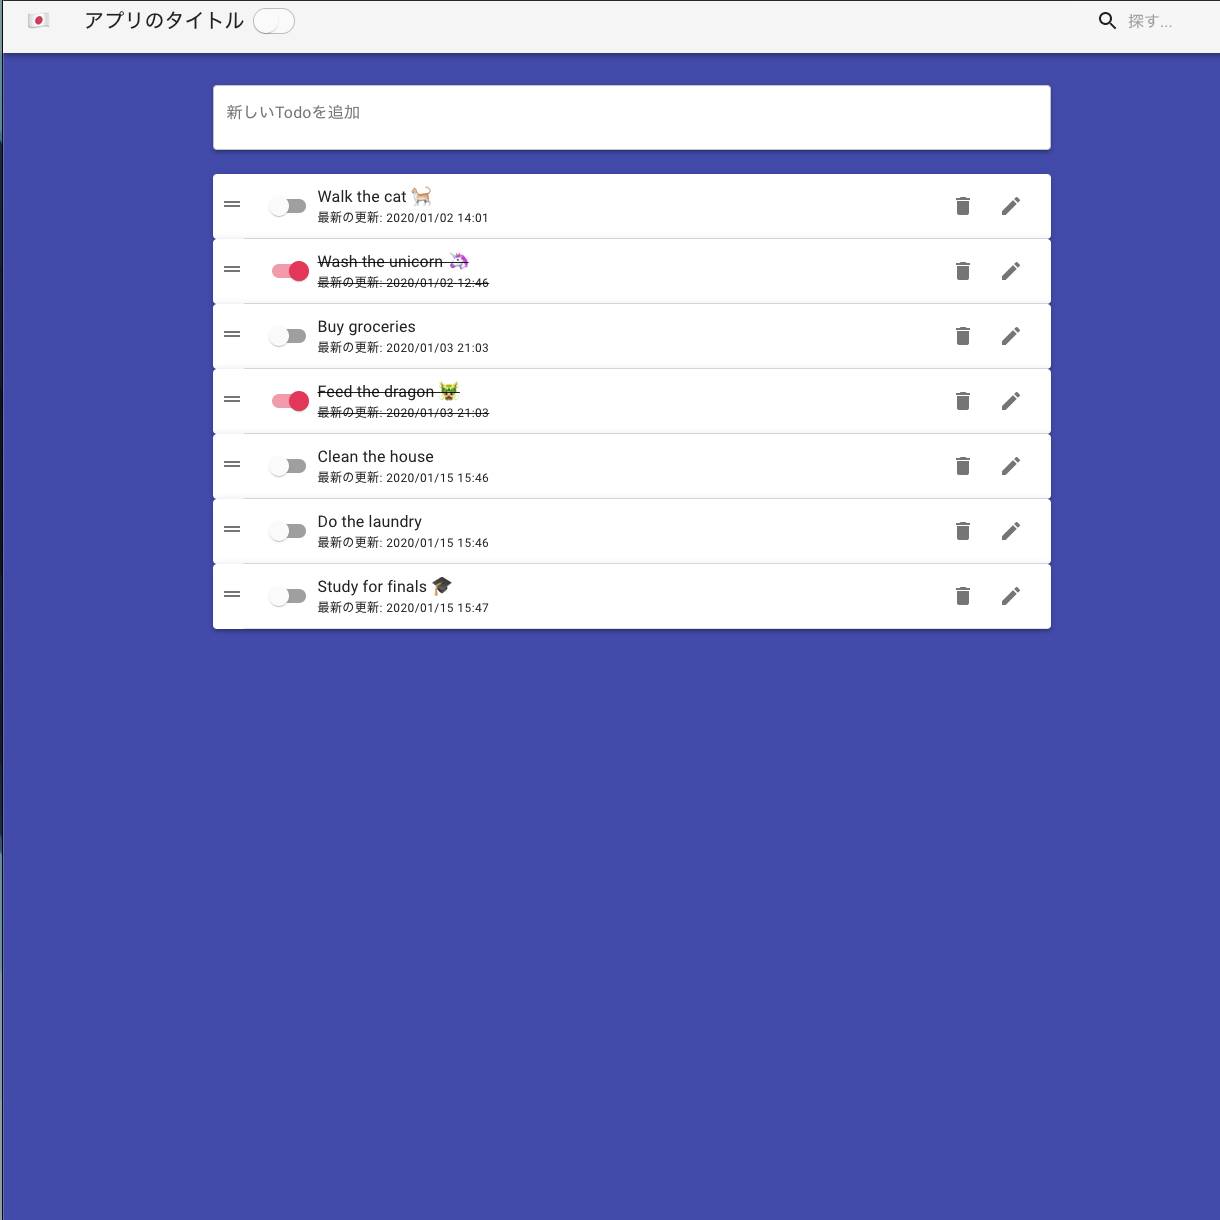 アプリのタイトル
探す...
新しいTodoを追加
Walk the cat 🐈
最新の更新: 2020/01/02 14:01
Wash the unicorn 🦄
最新の更新: 2020/01/02 12:46
Buy groceries
最新の更新: 2020/01/03 21:03
Feed the dragon 🐲
最新の更新: 2020/01/03 21:03
Clean the house
最新の更新: 2020/01/15 15:46
Do the laundry
最新の更新: 2020/01/15 15:46
Study for finals 🎓
最新の更新: 2020/01/15 15:47